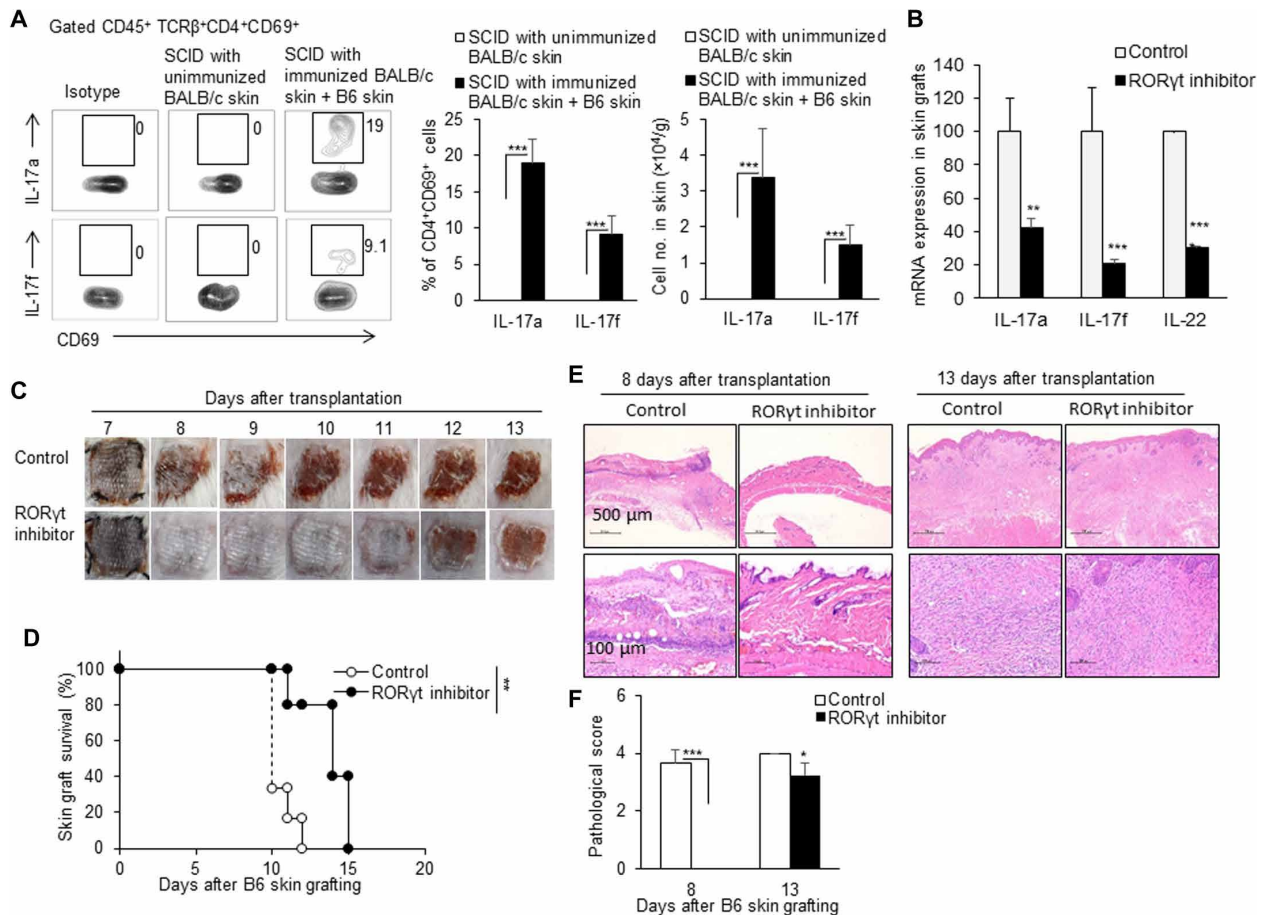 A
Gated CD45⁺ TCRβ⁺CD4⁺CD69⁺
Isotype
SCID with
unimmunized
BALB/c skin
SCID with
immunized BALB/c
skin + B6 skin
IL-17a
0
0
19
IL-17f
0
0
9.1
CD69
SCID with unimmunized
BALB/c skin
SCID with immunized
BALB/c skin + B6 skin
% of CD4⁺CD69⁺ cells
25
20
15
10
5
0
***
***
IL-17a
IL-17f
SCID with unimmunized
BALB/c skin
SCID with immunized
BALB/c skin + B6 skin
Cell no. in skin (×10⁴/g)
5
4
3
2
1
0
***
***
IL-17a
IL-17f
B
Control
RORγt inhibitor
mRNA expression in skin grafts
140
120
100
80
60
40
20
0
**
***
***
IL-17a
IL-17f
IL-22
C
Days after transplantation
7 8 9 10 11 12 13
Control
RORγt
inhibitor
D
Skin graft survival (%)
100
80
60
40
20
0
Control
RORγt inhibitor
**
0 5 10 15 20
Days after B6 skin grafting
E
8 days after transplantation
13 days after transplantation
Control
RORγt inhibitor
Control
RORγt inhibitor
500 μm
100 μm
F
Control
RORγt inhibitor
Pathological score
6
4
2
0
***
*
8
13
Days after B6 skin grafting